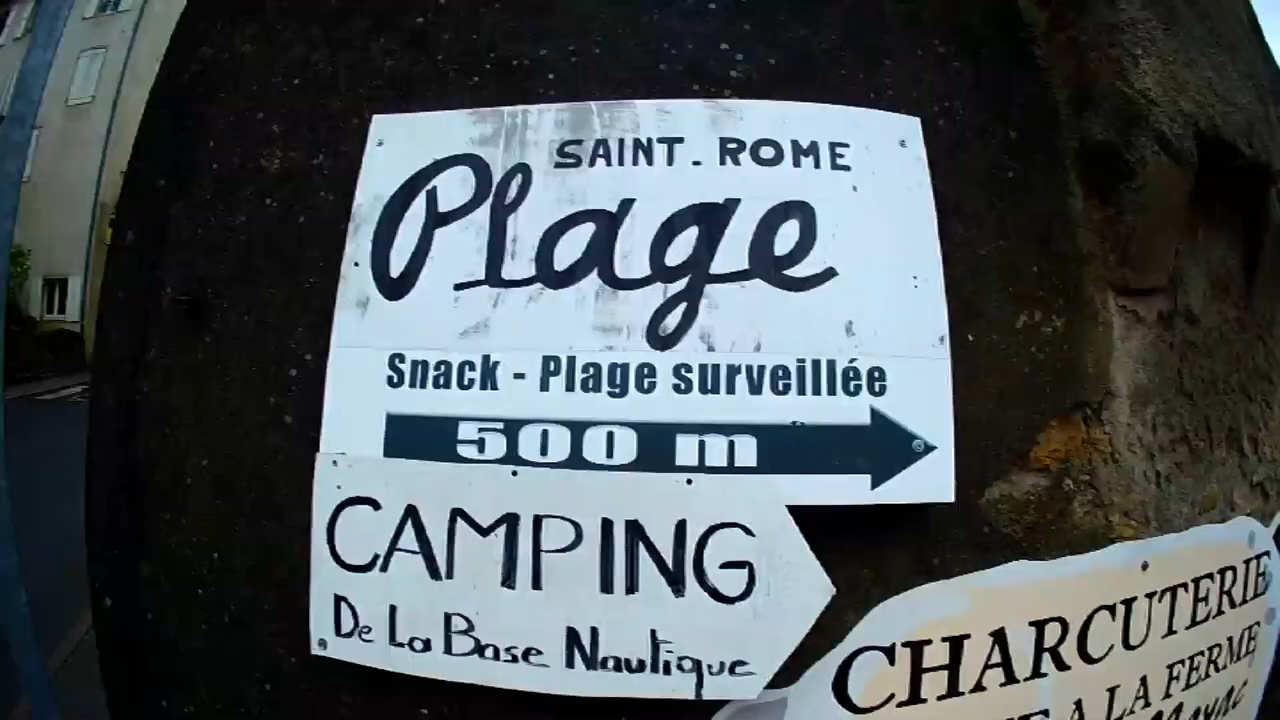 SAINT. ROME
Plage
Snack - Plage surveillée
500 m
CAMPING
De La Base Nautique
CHARCUTERIE
A LA FERME